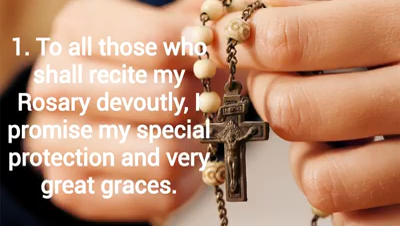 1. To all those who
shall recite my
Rosary devoutly, I
promise my special
protection and very
great graces.